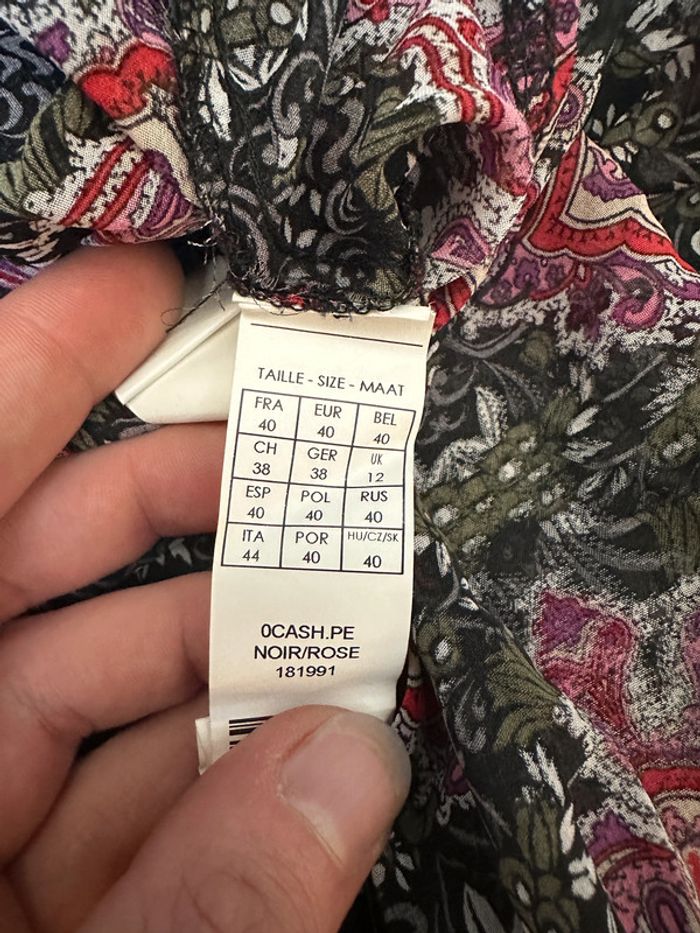 TAILLE - SIZE - MAAT
FRA EUR BEL
40 40 40
CH GER UK
38 38 12
ESP POL RUS
40 40 40
ITA POR HU/CZ/SK
44 40 40
0CASH.PE
NOIR/ROSE
181991